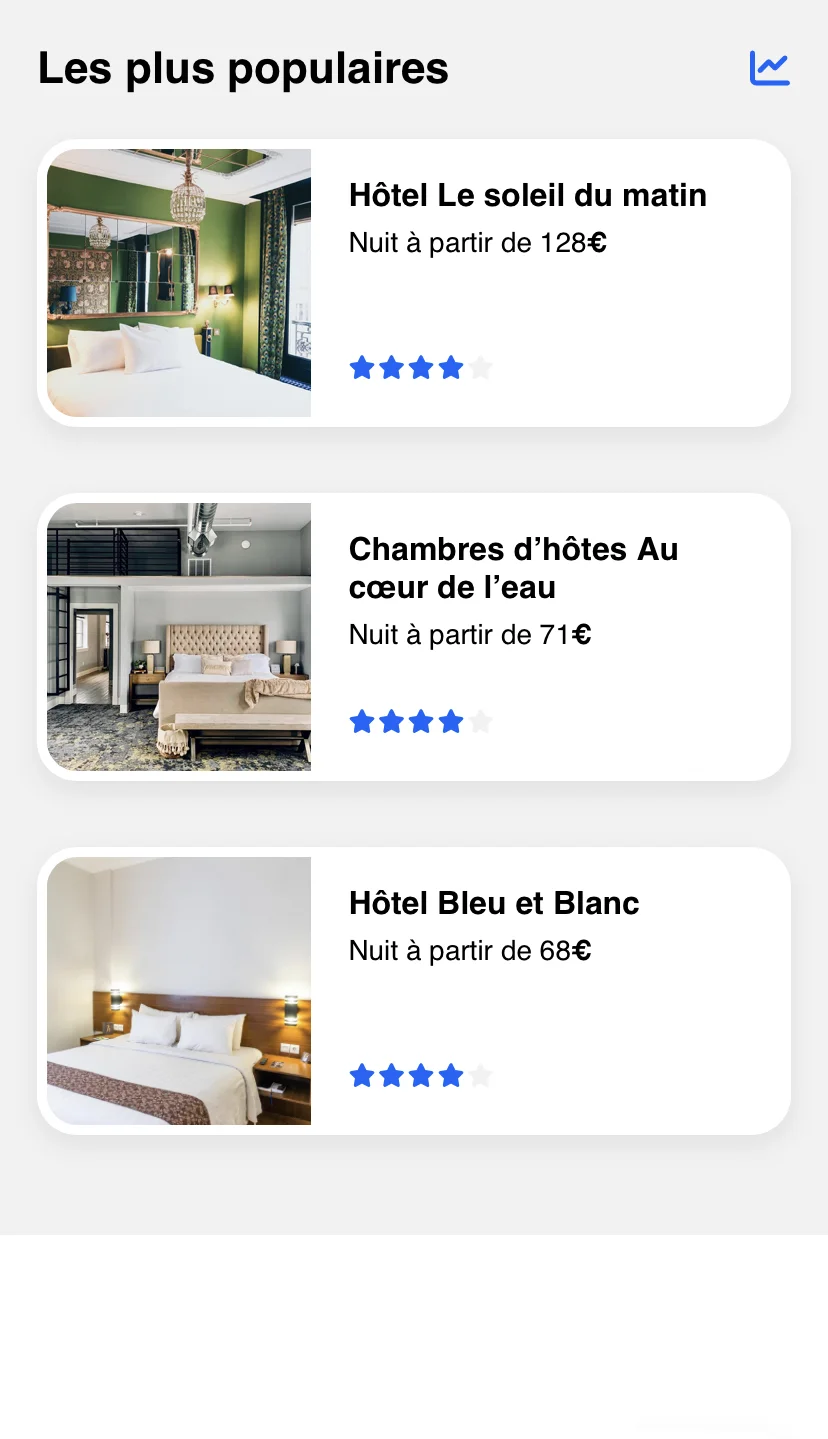 Les plus populaires
Hôtel Le soleil du matin
Nuit à partir de 128€
Chambres d’hôtes Au
cœur de l’eau
Nuit à partir de 71€
Hôtel Bleu et Blanc
Nuit à partir de 68€